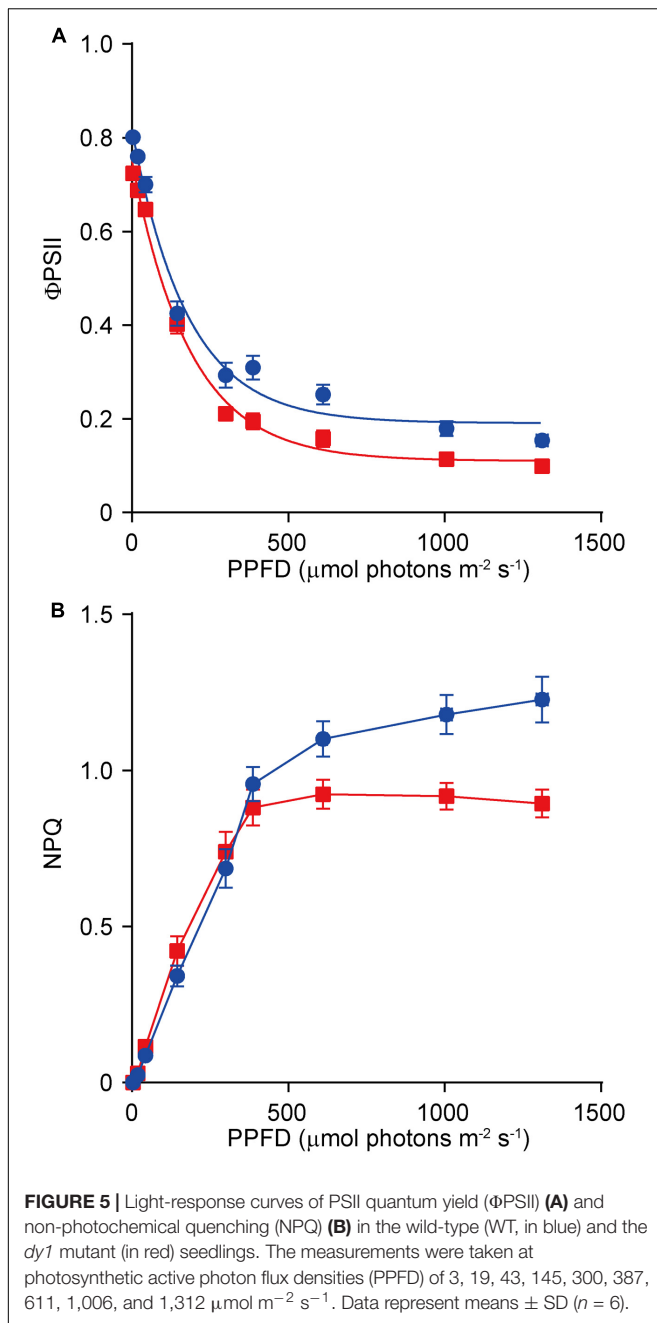 A
0.8
0.6
0.4
0.2
0
ΦPSII
0 500 1000 1500
PPFD (μmol photons m⁻² s⁻¹)
B
1.5
1.0
0.5
0
NPQ
0 500 1000 1500
PPFD (μmol photons m⁻² s⁻¹)
FIGURE 5 | Light-response curves of PSII quantum yield (ΦPSII) (A) and
non-photochemical quenching (NPQ) (B) in the wild-type (WT, in blue) and the
dy1 mutant (in red) seedlings. The measurements were taken at
photosynthetic active photon flux densities (PPFD) of 3, 19, 43, 145, 300, 387,
611, 1,006, and 1,312 μmol m⁻² s⁻¹. Data represent means ± SD (n = 6).